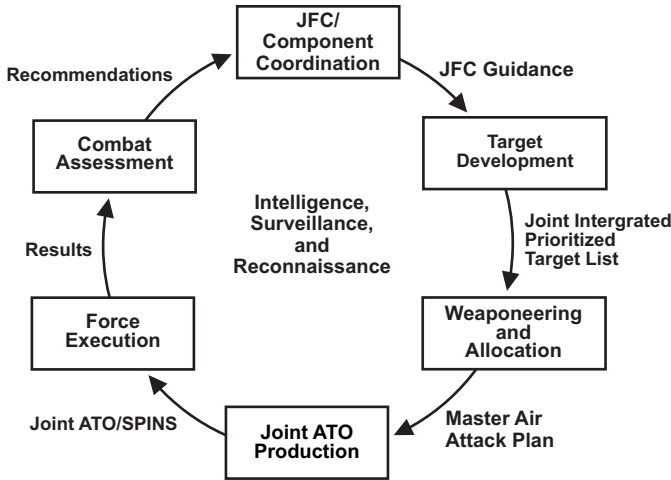 JFC/
Component
Coordination
JFC Guidance
Target
Development
Joint Intergrated
Prioritized
Target List
Weaponeering
and
Allocation
Master Air
Attack Plan
Joint ATO
Production
Joint ATO/SPINS
Force
Execution
Results
Combat
Assessment
Recommendations
Intelligence,
Surveillance,
and
Reconnaissance